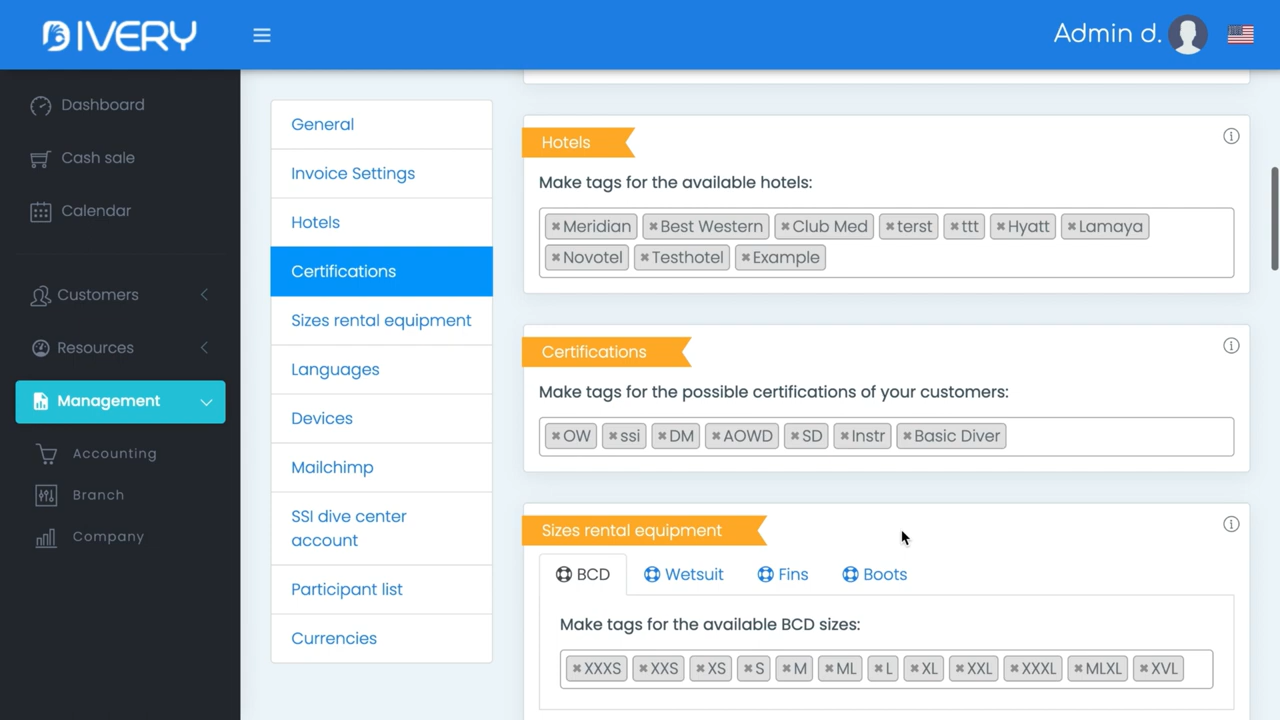 DIVERY
Admin d.
Dashboard
Cash sale
Calendar
Customers
Resources
Management
Accounting
Branch
Company
General
Invoice Settings
Hotels
Certifications
Sizes rental equipment
Languages
Devices
Mailchimp
SSI dive center
account
Participant list
Currencies
Hotels
Make tags for the available hotels:
×Meridian ×Best Western ×Club Med ×terst ×ttt ×Hyatt ×Lamaya
×Novotel ×Testhotel ×Example
Certifications
Make tags for the possible certifications of your customers:
×OW ×ssi ×DM ×AOWD ×SD ×Instr ×Basic Diver
Sizes rental equipment
BCD Wetsuit Fins Boots
Make tags for the available BCD sizes:
×XXXS ×XXS ×XS ×S ×M ×ML ×L ×XL ×XXL ×XXXL ×MLXL ×XVL